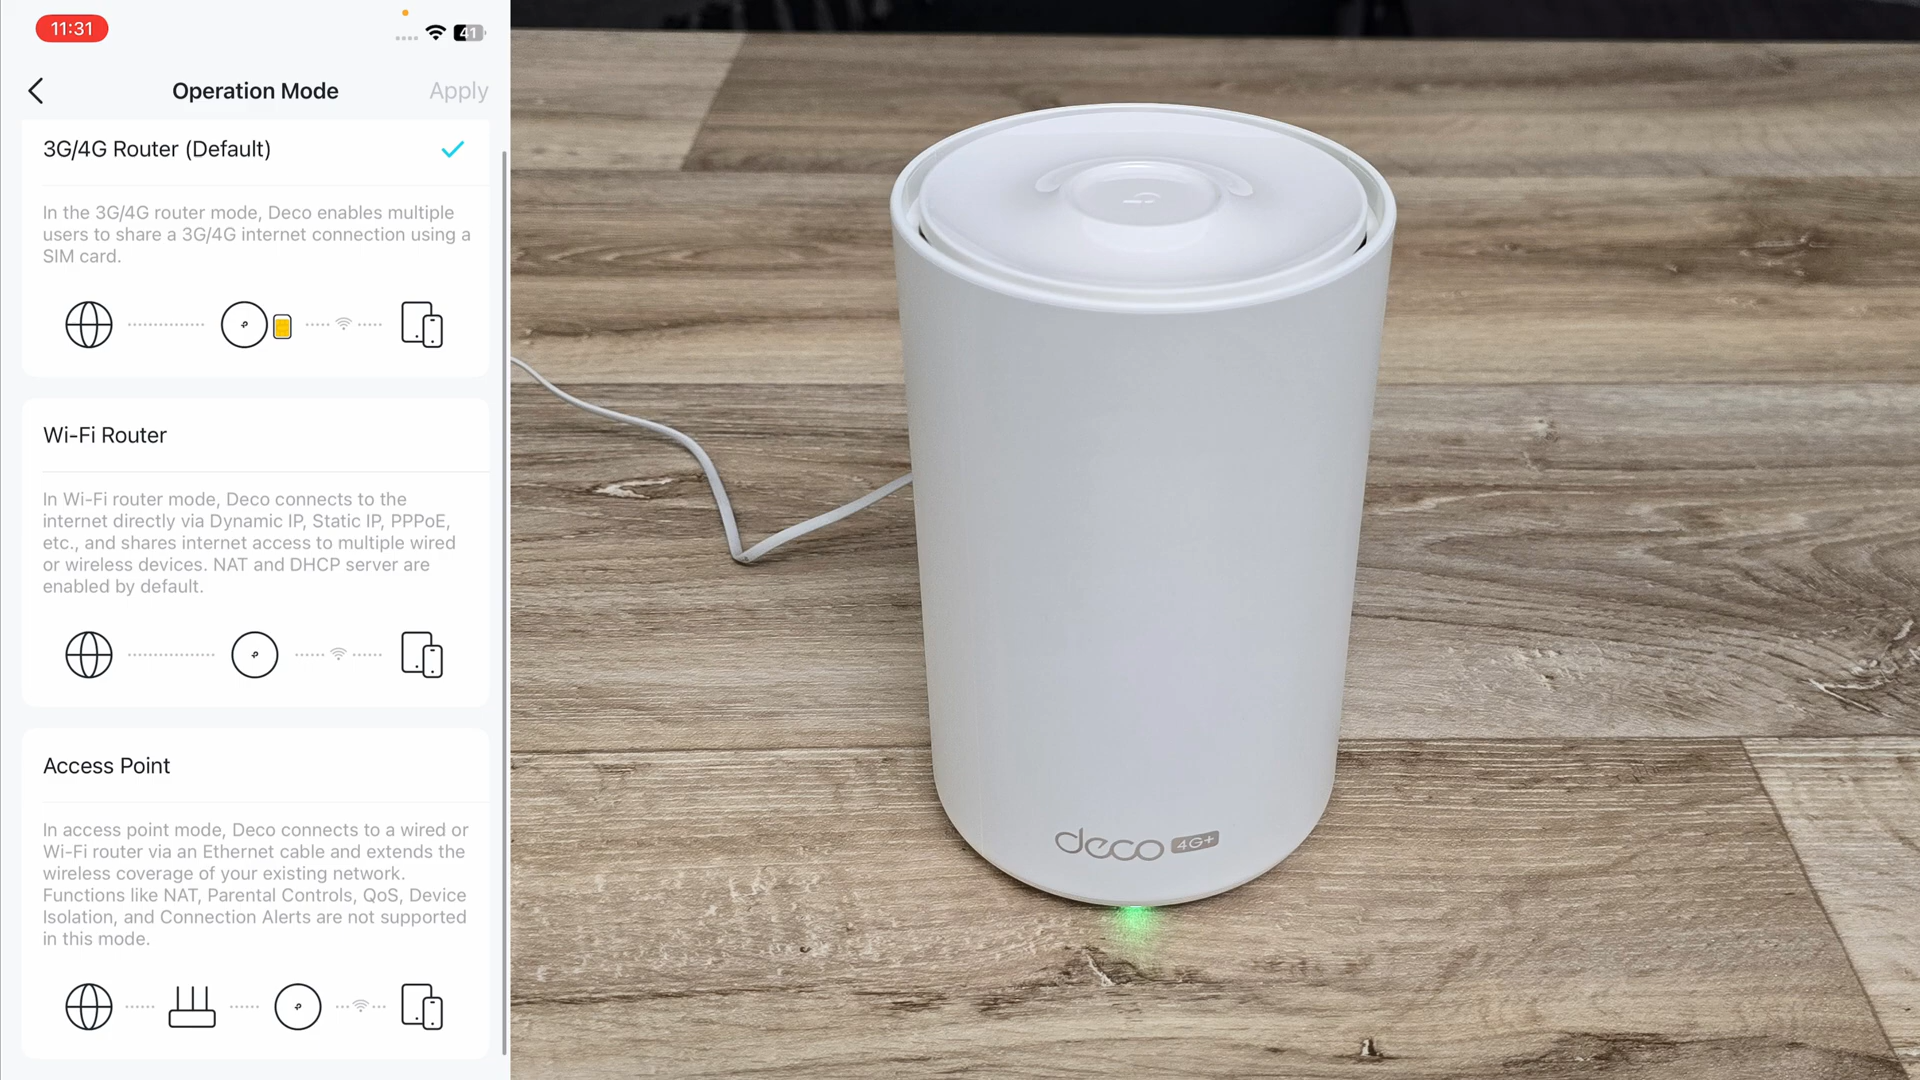 11:31
41
Operation Mode
Apply
3G/4G Router (Default)
In the 3G/4G router mode, Deco enables multiple
users to share a 3G/4G internet connection using a
SIM card.
Wi-Fi Router
In Wi-Fi router mode, Deco connects to the
internet directly via Dynamic IP, Static IP, PPPoE,
etc., and shares internet access to multiple wired
or wireless devices. NAT and DHCP server are
enabled by default.
Access Point
In access point mode, Deco connects to a wired or
Wi-Fi router via an Ethernet cable and extends the
wireless coverage of your existing network.
Functions like NAT, Parental Controls, QoS, Device
Isolation, and Connection Alerts are not supported
in this mode.
deco 4G+